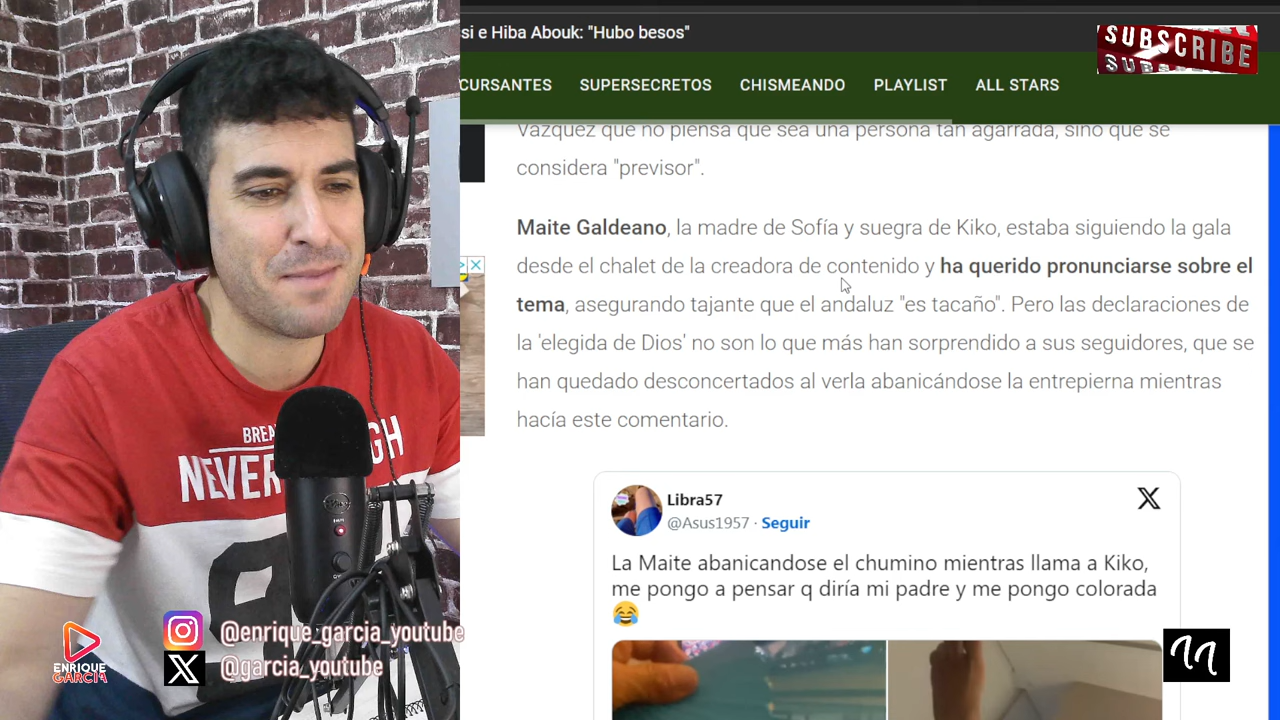 si e Hiba Abouk: "Hubo besos"
SUBSCRIBE
CURSANTES SUPERSECRETOS CHISMEANDO PLAYLIST ALL STARS
Vázquez que no piensa que sea una persona tan agarrada, sino que se
considera "previsor".
Maite Galdeano, la madre de Sofía y suegra de Kiko, estaba siguiendo la gala
desde el chalet de la creadora de contenido y ha querido pronunciarse sobre el
tema, asegurando tajante que el andaluz "es tacaño". Pero las declaraciones de
la 'elegida de Dios' no son lo que más han sorprendido a sus seguidores, que se
han quedado desconcertados al verla abanicándose la entrepierna mientras
hacía este comentario.
Libra57
@Asus1957 · Seguir
La Maite abanicandose el chumino mientras llama a Kiko,
me pongo a pensar q diría mi padre y me pongo colorada
😂
NEVER
@enrique_garcia_youtube
@garcia_youtube
ENRIQUE
GARCIA